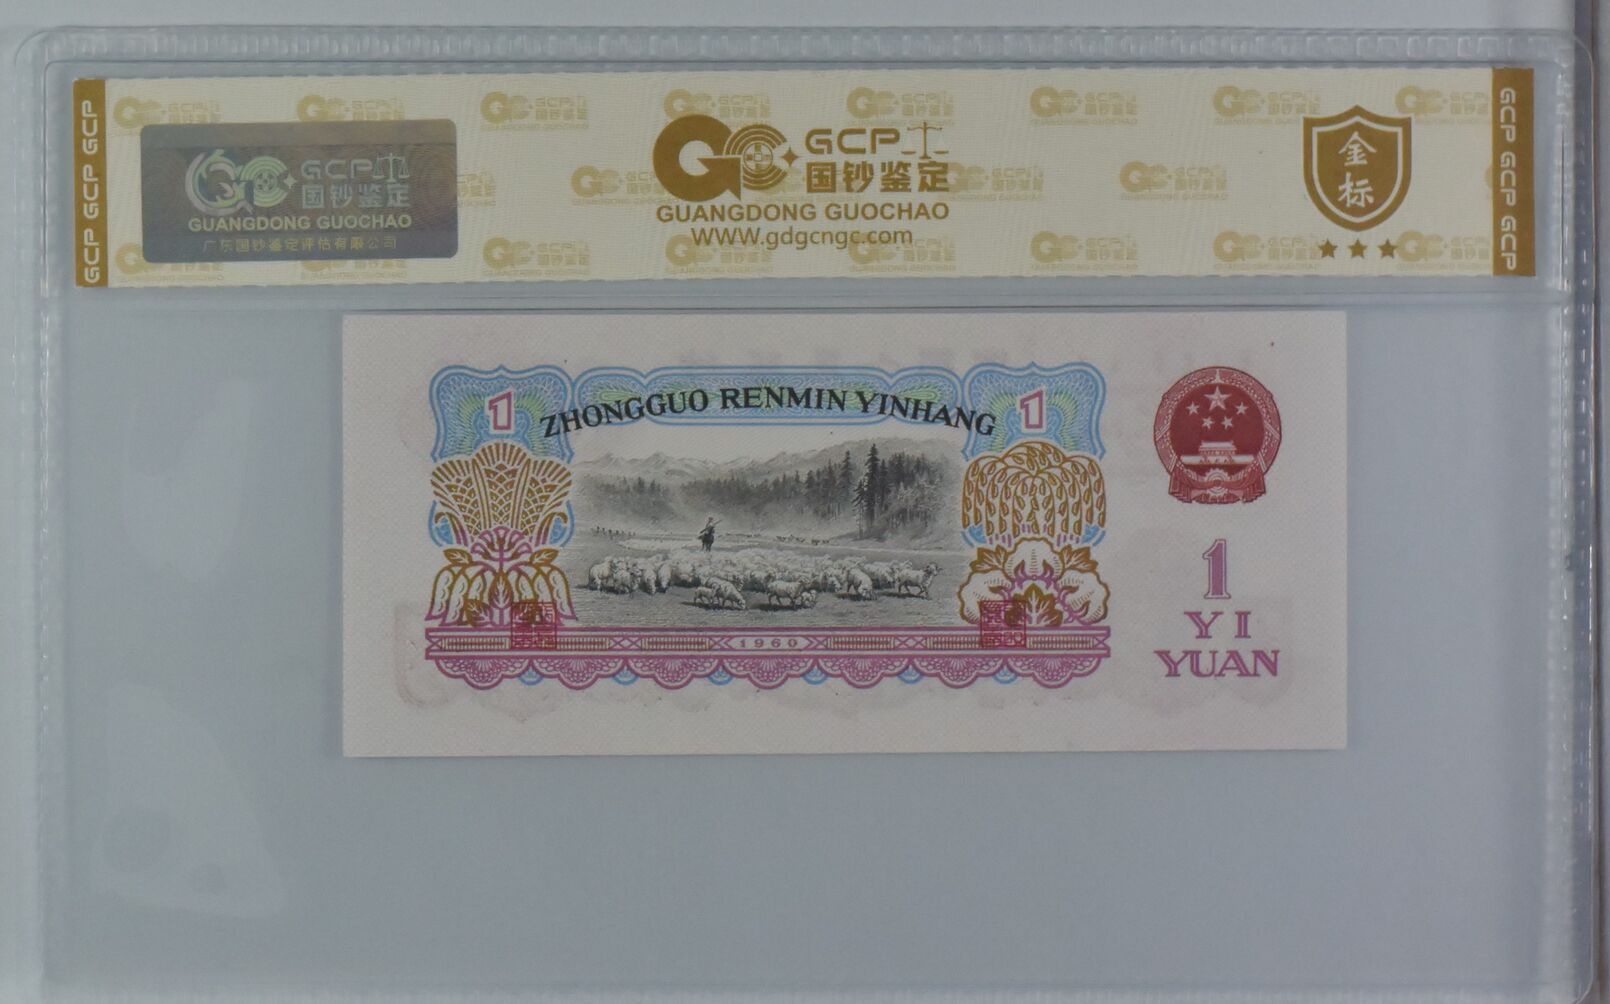 GCP GCP GCP
GCP
国钞鉴定
GUANGDONG GUOCHAO
广东国钞鉴定评估有限公司
GCP
国钞鉴定
GUANGDONG GUOCHAO
WWW.gdgcngc.com
金
标
GCP GCP GCP
1
ZHONGGUO RENMIN YINHANG
1
1960
1
YI
YUAN